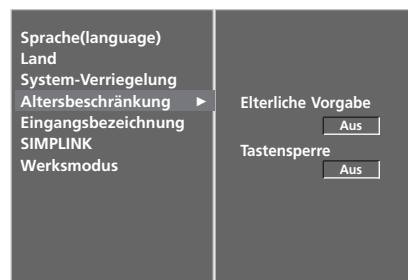 Sprache(language)
Land
System-Verriegelung
Altersbeschränkung ►
Eingangsbezeichnung
SIMPLINK
Werksmodus
Elterliche Vorgabe
Aus
Tastensperre
Aus